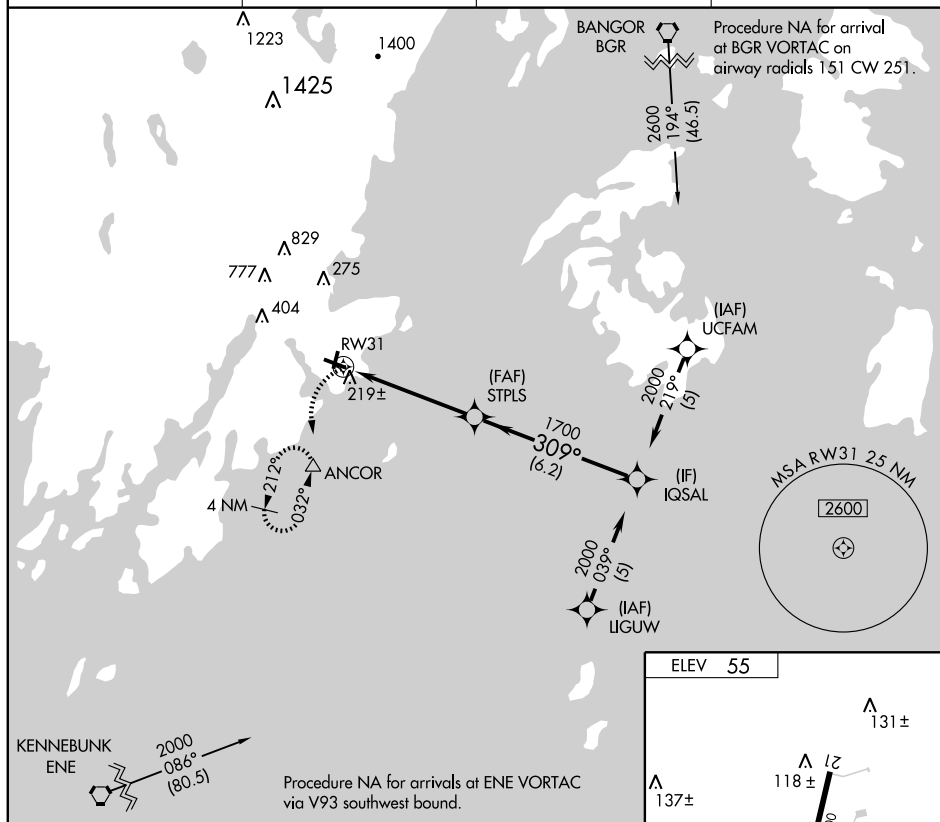 1223
1400
1425
BANGOR
BGR
Procedure NA for arrival
at BGR VORTAC on
airway radials 151 CW 251.
2600
194°
(46.5)
829
777
275
404
RW31
219±
(IAF)
UCFAM
2000
219°
(5)
(FAF)
STPLS
1700
309°
(6.2)
(IF)
IQSAL
ANCOR
212°
032°
4 NM
MSA RW31 25 NM
2600
2000
039°
(5)
(IAF)
LIGUW
KENNEBUNK
ENE
2000
086°
(80.5)
Procedure NA for arrivals at ENE VORTAC
via V93 southwest bound.
ELEV 55
131±
118±
137±
21